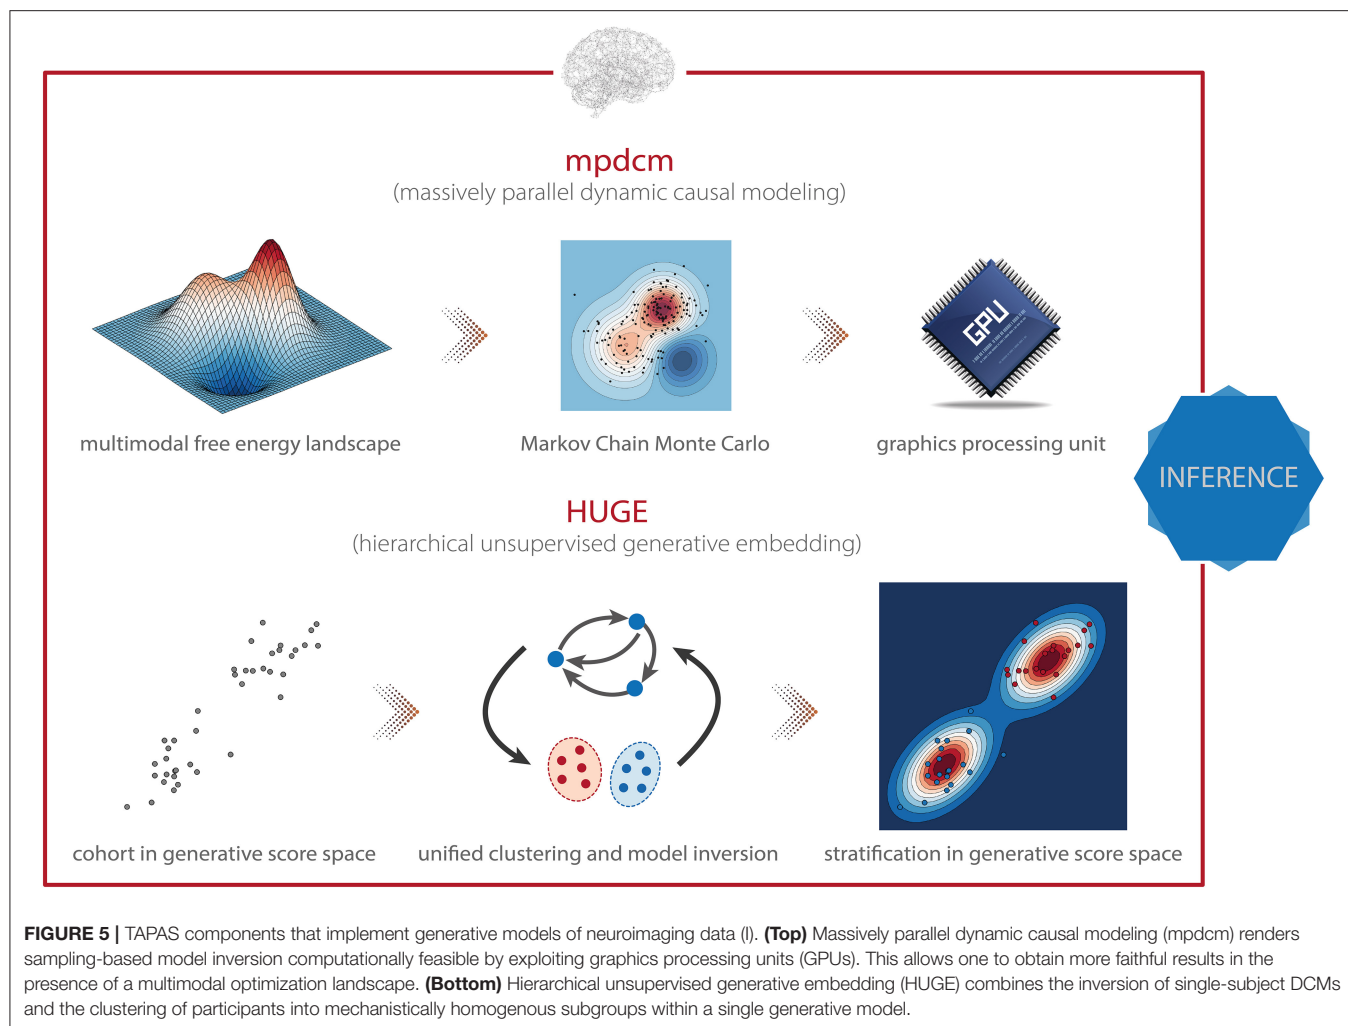 mpdcm
(massively parallel dynamic causal modeling)
GPU
multimodal free energy landscape
Markov Chain Monte Carlo
graphics processing unit
INFERENCE
HUGE
(hierarchical unsupervised generative embedding)
cohort in generative score space
unified clustering and model inversion
stratification in generative score space
FIGURE 5 | TAPAS components that implement generative models of neuroimaging data (I). (Top) Massively parallel dynamic causal modeling (mpdcm) renders
sampling-based model inversion computationally feasible by exploiting graphics processing units (GPUs). This allows one to obtain more faithful results in the
presence of a multimodal optimization landscape. (Bottom) Hierarchical unsupervised generative embedding (HUGE) combines the inversion of single-subject DCMs
and the clustering of participants into mechanistically homogenous subgroups within a single generative model.